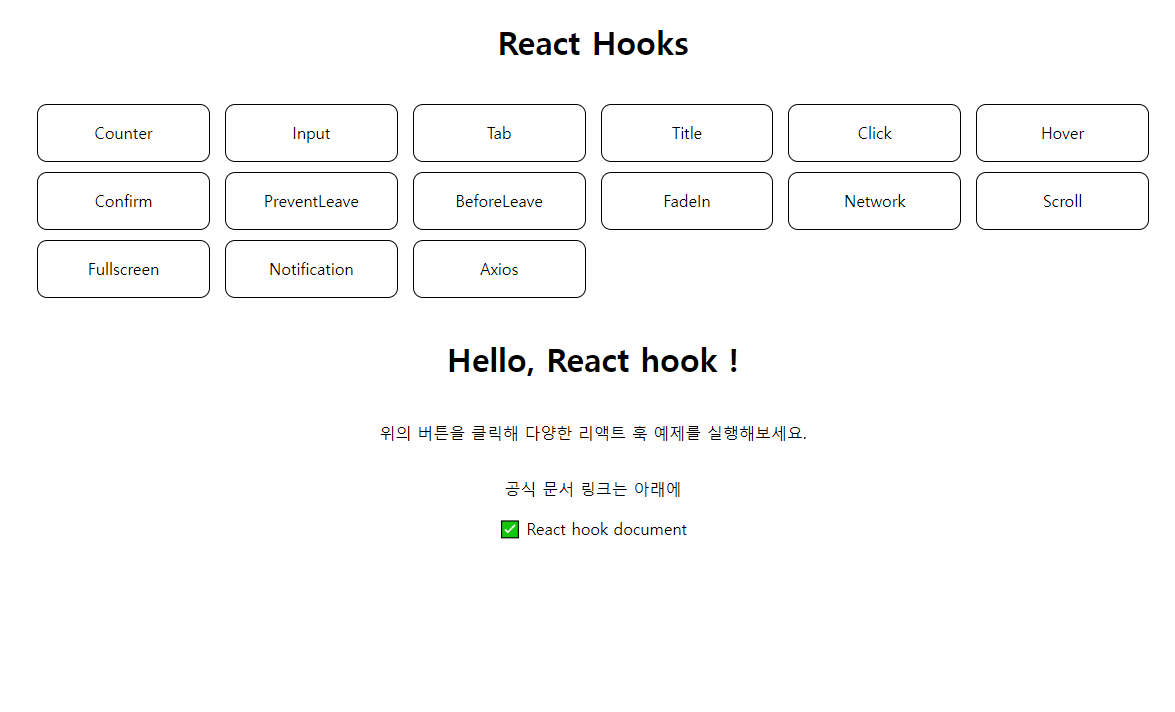 React Hooks
Counter Input Tab Title Click Hover
Confirm PreventLeave BeforeLeave FadeIn Network Scroll
Fullscreen Notification Axios
Hello, React hook !
위의 버튼을 클릭해 다양한 리액트 훅 예제를 실행해보세요.
공식 문서 링크는 아래에
✅ React hook document